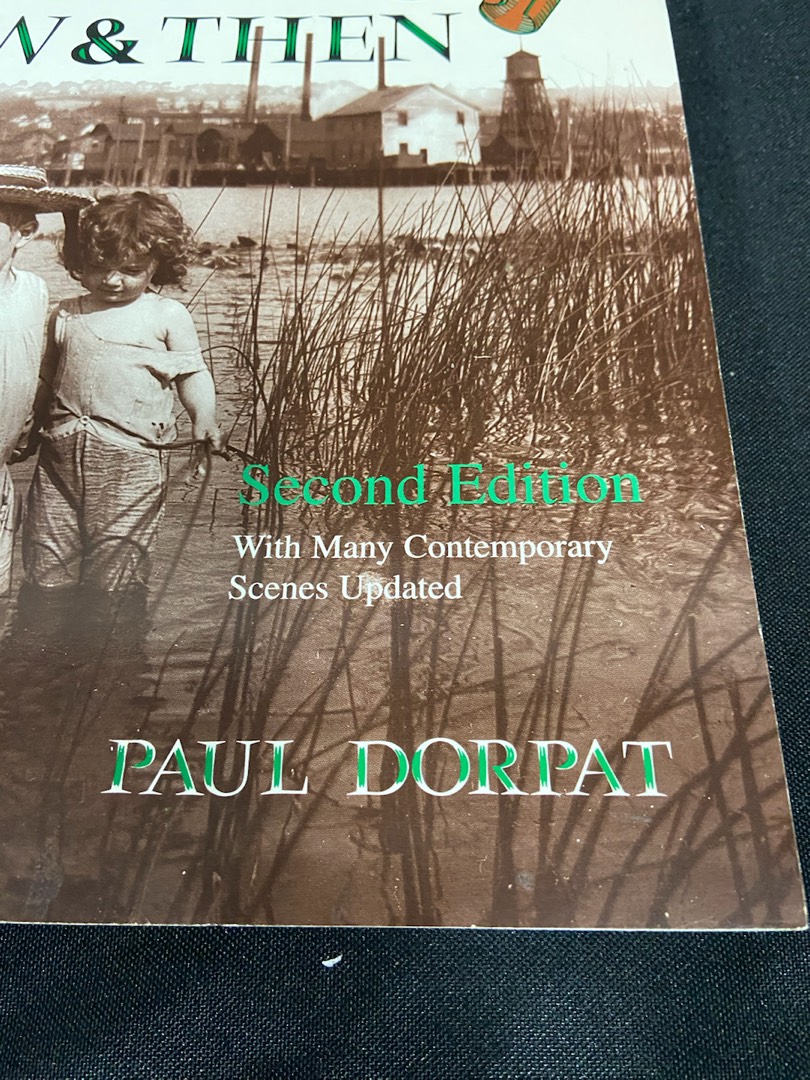 W & THEN
Second Edition
With Many Contemporary
Scenes Updated
PAUL DORPAT